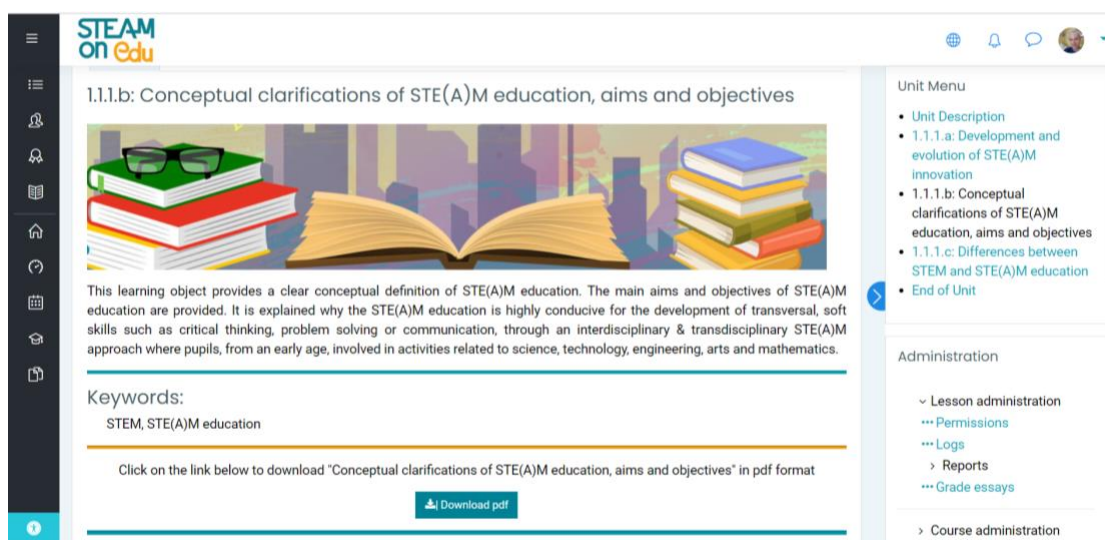 STEAM
on edu
1.1.1.b: Conceptual clarifications of STE(A)M education, aims and objectives
This learning object provides a clear conceptual definition of STE(A)M education. The main aims and objectives of STE(A)M
education are provided. It is explained why the STE(A)M education is highly conducive for the development of transversal, soft
skills such as critical thinking, problem solving or communication, through an interdisciplinary & transdisciplinary STE(A)M
approach where pupils, from an early age, involved in activities related to science, technology, engineering, arts and mathematics.
Keywords:
STEM, STE(A)M education
Click on the link below to download "Conceptual clarifications of STE(A)M education, aims and objectives" in pdf format
Download pdf
Unit Menu
Unit Description
1.1.1.a: Development and
evolution of STE(A)M
innovation
1.1.1.b: Conceptual
clarifications of STE(A)M
education, aims and objectives
1.1.1.c: Differences between
STEM and STE(A)M education
End of Unit
Administration
Lesson administration
Permissions
Logs
Reports
Grade essays
Course administration